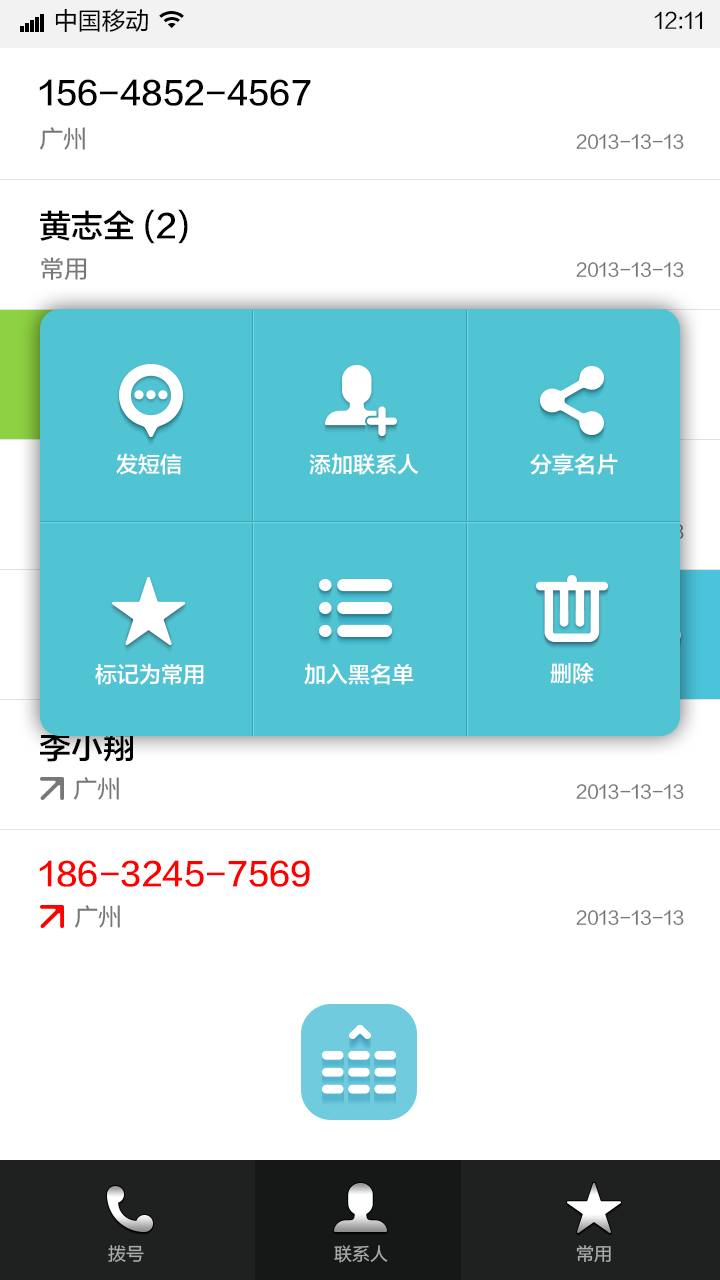 中国移动 12:11
156-4852-4567
广州 2013-13-13
黄志全 (2)
常用 2013-13-13
发短信 添加联系人 分享名片
标记为常用 加入黑名单 删除
李小翔
广州 2013-13-13
186-3245-7569
广州 2013-13-13
拨号 联系人 常用